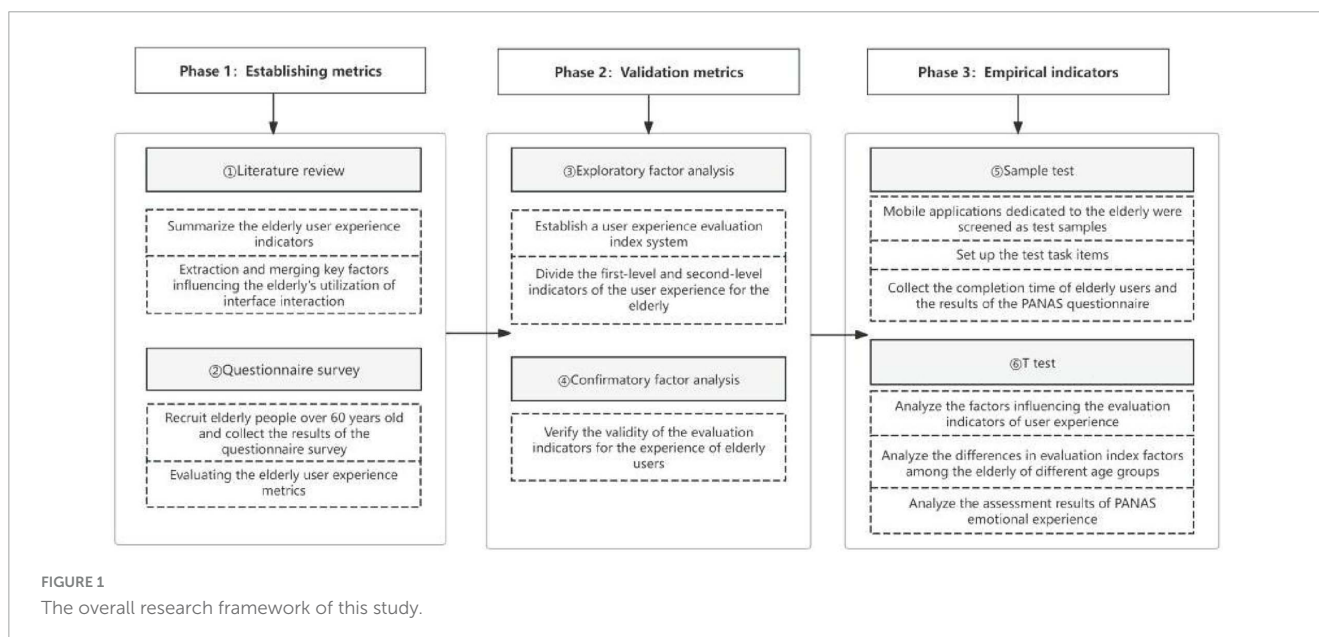 Phase 1: Establishing metrics
①Literature review
Summarize the elderly user experience
indicators
Extraction and merging key factors
influencing the elderly's utilization of
interface interaction
②Questionnaire survey
Recruit elderly people over 60 years old
and collect the results of the
questionnaire survey
Evaluating the elderly user experience
metrics
Phase 2: Validation metrics
③Exploratory factor analysis
Establish a user experience evaluation
index system
Divide the first-level and second-level
indicators of the user experience for the
elderly
④Confirmatory factor analysis
Verify the validity of the evaluation
indicators for the experience of elderly
users
Phase 3: Empirical indicators
⑤Sample test
Mobile applications dedicated to the elderly were
screened as test samples
Set up the test task items
Collect the completion time of elderly users and
the results of the PANAS questionnaire
⑥T test
Analyze the factors influencing the evaluation
indicators of user experience
Analyze the differences in evaluation index factors
among the elderly of different age groups
Analyze the assessment results of PANAS
emotional experience
FIGURE 1
The overall research framework of this study.